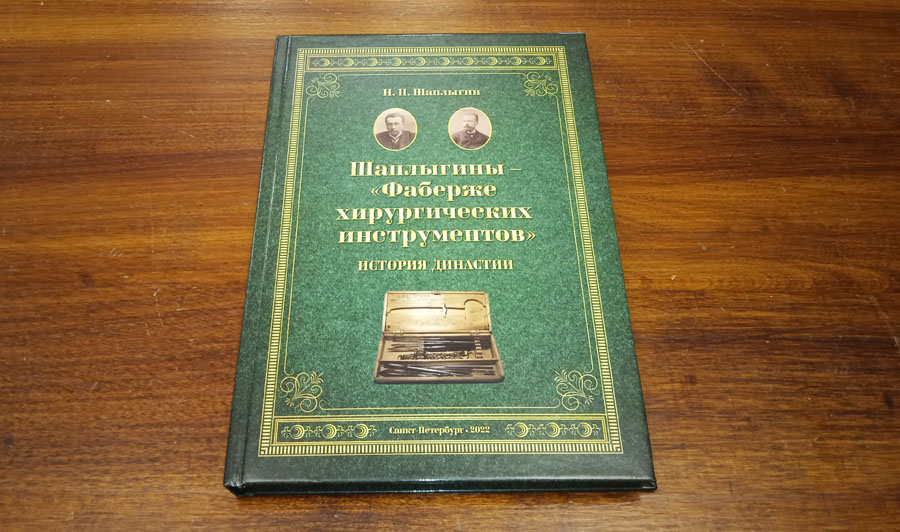 Н. Н. Шаплыгин
Шаплыгины –
«Фаберже
хирургических
инструментов»
ИСТОРИЯ ДИНАСТИИ
Санкт-Петербург • 2022